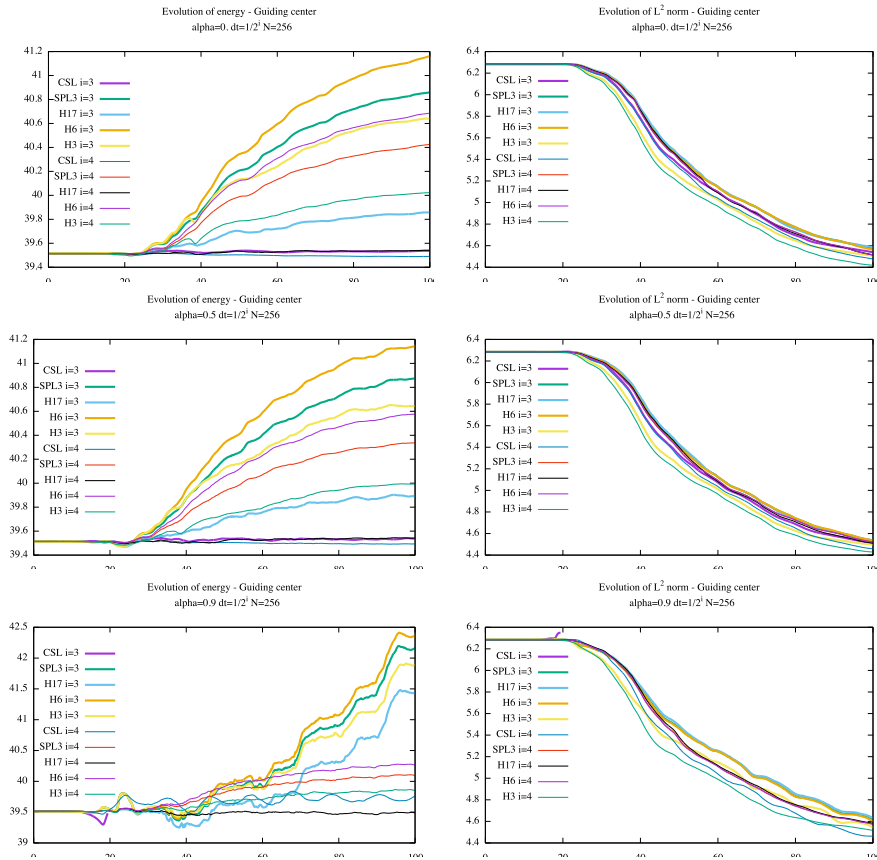 Evolution of energy - Guiding center
alpha=0. dt=1/2^i N=256
41.2
41
40.8
40.6
40.4
40.2
40
39.8
39.6
39.4
CSL i=3
SPL3 i=3
H17 i=3
H6 i=3
H3 i=3
CSL i=4
SPL3 i=4
H17 i=4
H6 i=4
H3 i=4
0 20 40 60 80 100
Evolution of L^2 norm - Guiding center
alpha=0. dt=1/2^i N=256
6.4
6.2
6
5.8
5.6
5.4
5.2
5
4.8
4.6
4.4
CSL i=3
SPL3 i=3
H17 i=3
H6 i=3
H3 i=3
CSL i=4
SPL3 i=4
H17 i=4
H6 i=4
H3 i=4
0 20 40 60 80 100
Evolution of energy - Guiding center
alpha=0.5 dt=1/2^i N=256
41.2
41
40.8
40.6
40.4
40.2
40
39.8
39.6
39.4
CSL i=3
SPL3 i=3
H17 i=3
H6 i=3
H3 i=3
CSL i=4
SPL3 i=4
H17 i=4
H6 i=4
H3 i=4
0 20 40 60 80 100
Evolution of L^2 norm - Guiding center
alpha=0.5 dt=1/2^i N=256
6.4
6.2
6
5.8
5.6
5.4
5.2
5
4.8
4.6
4.4
CSL i=3
SPL3 i=3
H17 i=3
H6 i=3
H3 i=3
CSL i=4
SPL3 i=4
H17 i=4
H6 i=4
H3 i=4
0 20 40 60 80 100
Evolution of energy - Guiding center
alpha=0.9 dt=1/2^i N=256
42.5
42
41.5
41
40.5
40
39.5
39
CSL i=3
SPL3 i=3
H17 i=3
H6 i=3
H3 i=3
CSL i=4
SPL3 i=4
H17 i=4
H6 i=4
H3 i=4
0 20 40 60 80 100
Evolution of L^2 norm - Guiding center
alpha=0.9 dt=1/2^i N=256
6.4
6.2
6
5.8
5.6
5.4
5.2
5
4.8
4.6
4.4
CSL i=3
SPL3 i=3
H17 i=3
H6 i=3
H3 i=3
CSL i=4
SPL3 i=4
H17 i=4
H6 i=4
H3 i=4
0 20 40 60 80 100